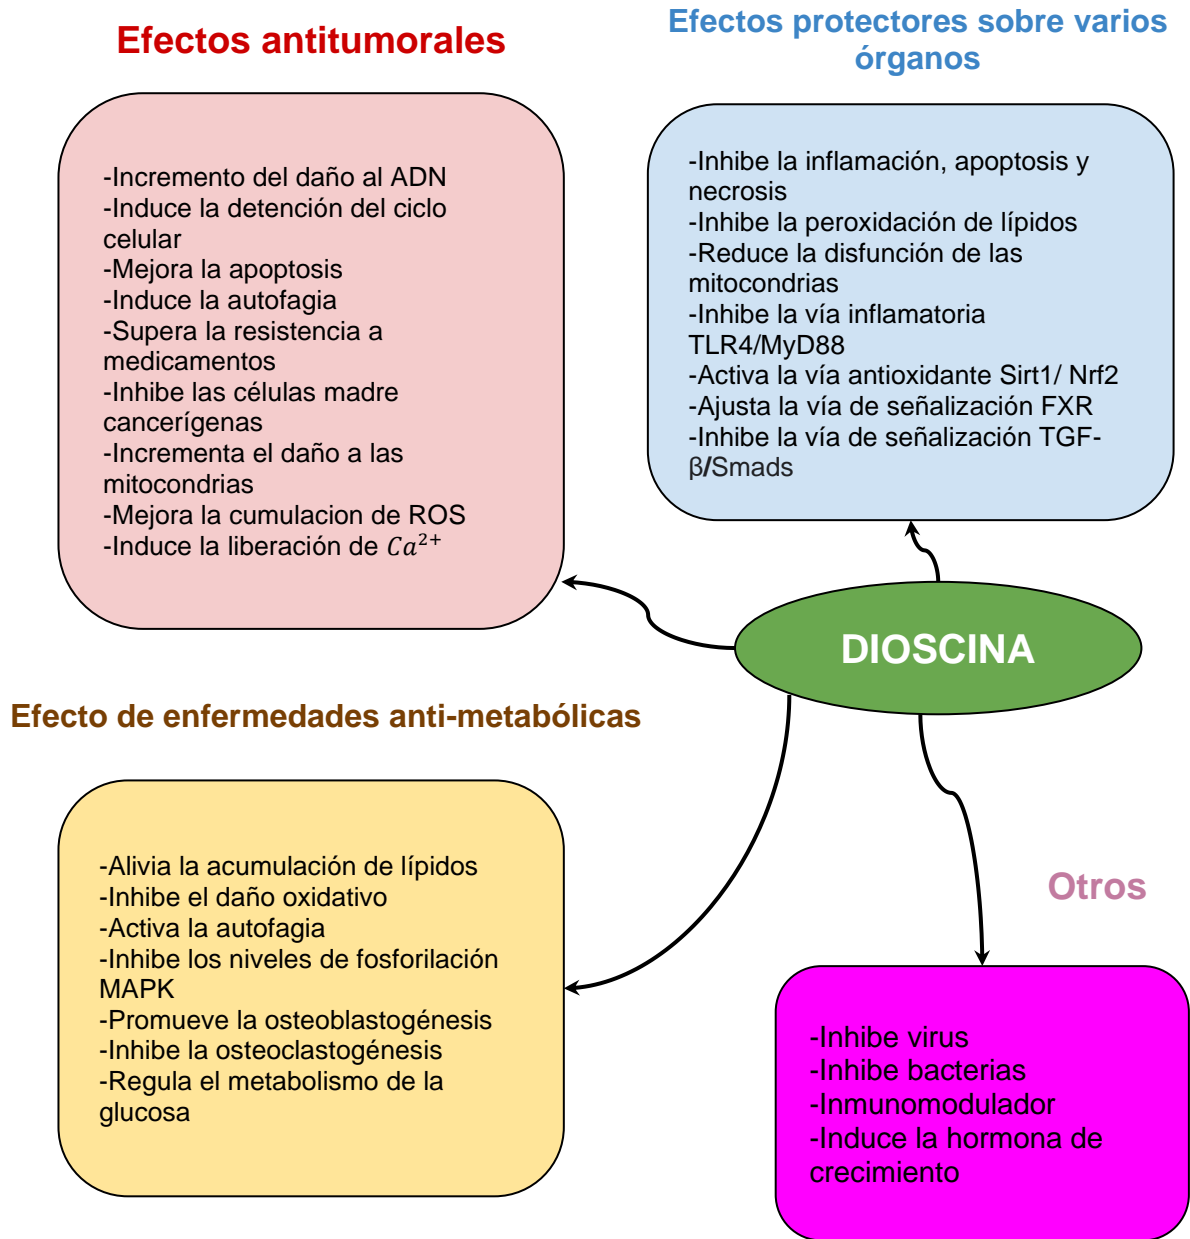 Efectos antitumorales
-Incremento del daño al ADN
-Induce la detención del ciclo
celular
-Mejora la apoptosis
-Induce la autofagia
-Supera la resistencia a
medicamentos
-Inhibe las células madre
cancerígenas
-Incrementa el daño a las
mitocondrias
-Mejora la cumulacion de ROS
-Induce la liberación de Ca²⁺
Efectos protectores sobre varios
órganos
-Inhibe la inflamación, apoptosis y
necrosis
-Inhibe la peroxidación de lípidos
-Reduce la disfunción de las
mitocondrias
-Inhibe la vía inflamatoria
TLR4/MyD88
-Activa la vía antioxidante Sirt1/ Nrf2
-Ajusta la vía de señalización FXR
-Inhibe la vía de señalización TGF-
β/Smads
DIOSCINA
Efecto de enfermedades anti-metabólicas
-Alivia la acumulación de lípidos
-Inhibe el daño oxidativo
-Activa la autofagia
-Inhibe los niveles de fosforilación
MAPK
-Promueve la osteoblastogénesis
-Inhibe la osteoclastogénesis
-Regula el metabolismo de la
glucosa
Otros
-Inhibe virus
-Inhibe bacterias
-Inmunomodulador
-Induce la hormona de
crecimiento